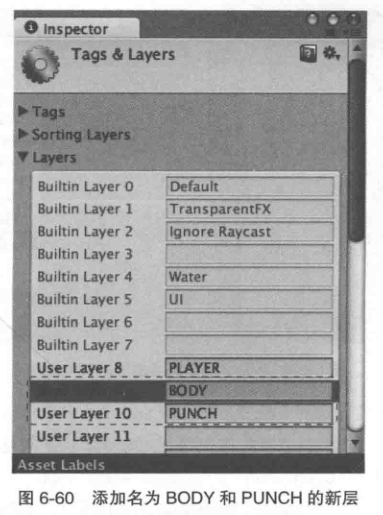 Inspector
Tags & Layers
Tags
Sorting Layers
Layers
Builtin Layer 0 Default
Builtin Layer 1 TransparentFX
Builtin Layer 2 Ignore Raycast
Builtin Layer 3
Builtin Layer 4 Water
Builtin Layer 5 UI
Builtin Layer 6
Builtin Layer 7
User Layer 8 PLAYER
BODY
User Layer 10 PUNCH
User Layer 11
Asset Labels
图 6-60 添加名为 BODY 和 PUNCH 的新层